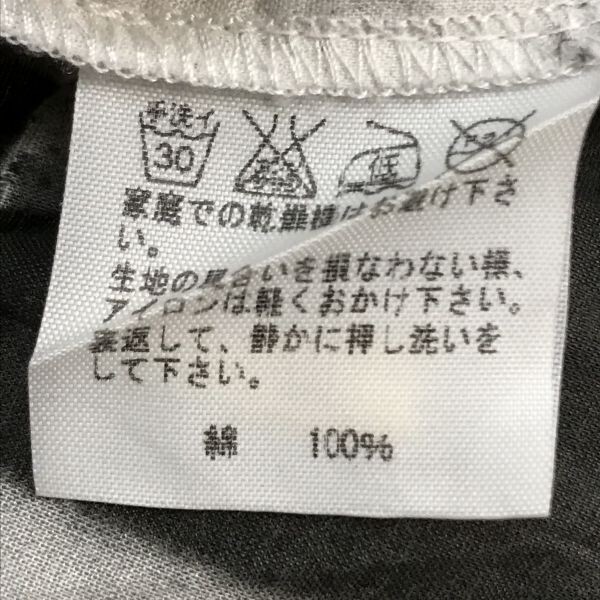 手洗イ
30
低
家庭での乾燥機はお避け下さ
い。
生地の風合いを損なわない様、
アイロンは軽くおかけ下さい。
裏返して、静かに押し洗いを
して下さい。
綿 100%